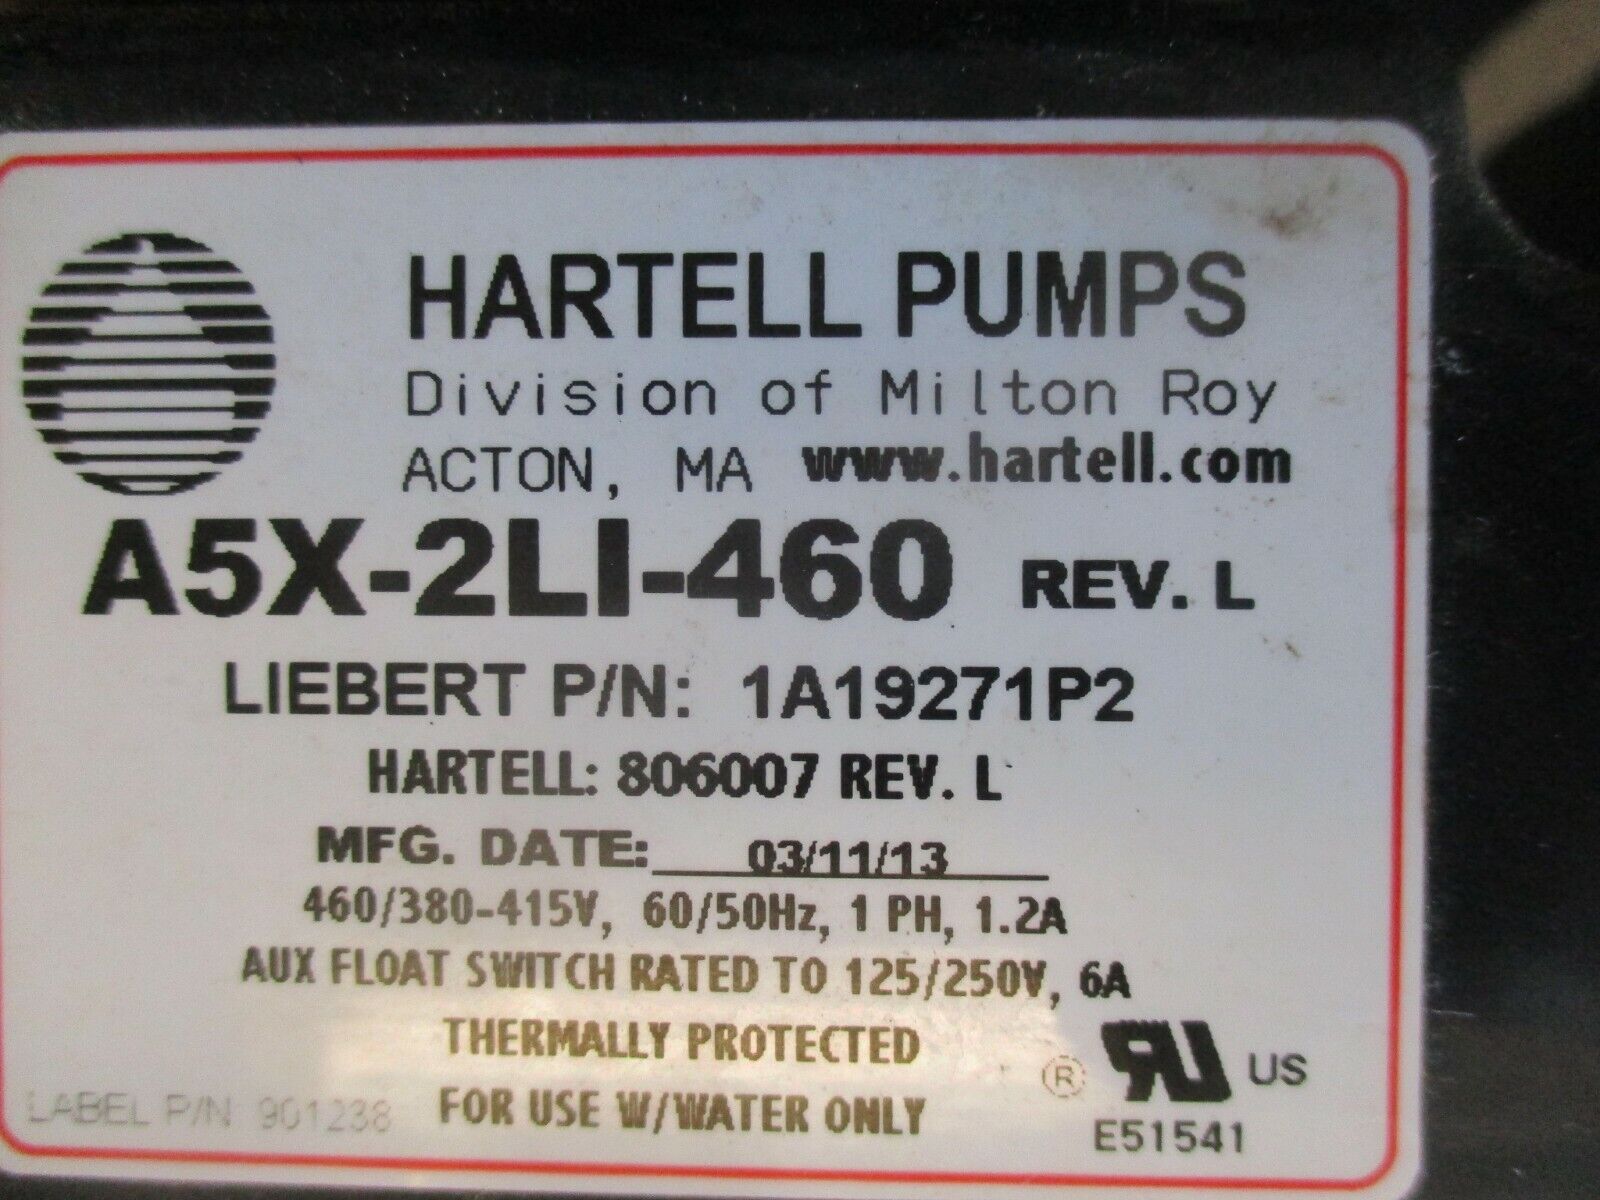 HARTELL PUMPS
Division of Milton Roy
ACTON, MA www.hartell.com
A5X-2LI-460 REV. L
LIEBERT P/N: 1A19271P2
HARTELL: 806007 REV. L
MFG. DATE: 03/11/13
460/380-415V, 60/50Hz, 1 PH, 1.2A
AUX FLOAT SWITCH RATED TO 125/250V, 6A
THERMALLY PROTECTED
® RU US
LABEL P/N 901238 FOR USE W/WATER ONLY
E51541